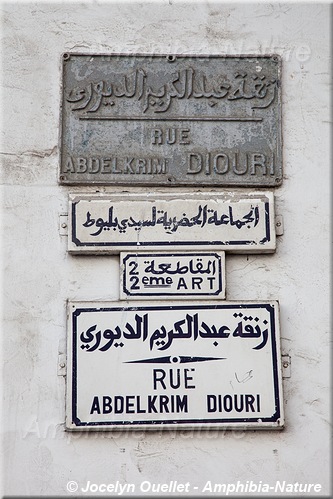 زنقة عبد الكريم الديوري
RUE
ABDELKRIM DIOURI
الجماعة الحضرية لسيدي بليوط
المقاطعة 2
2eme ART
زنقة عبد الكريم الديوري
RUE
ABDELKRIM DIOURI
© Jocelyn Ouellet - Amphibia-Nature